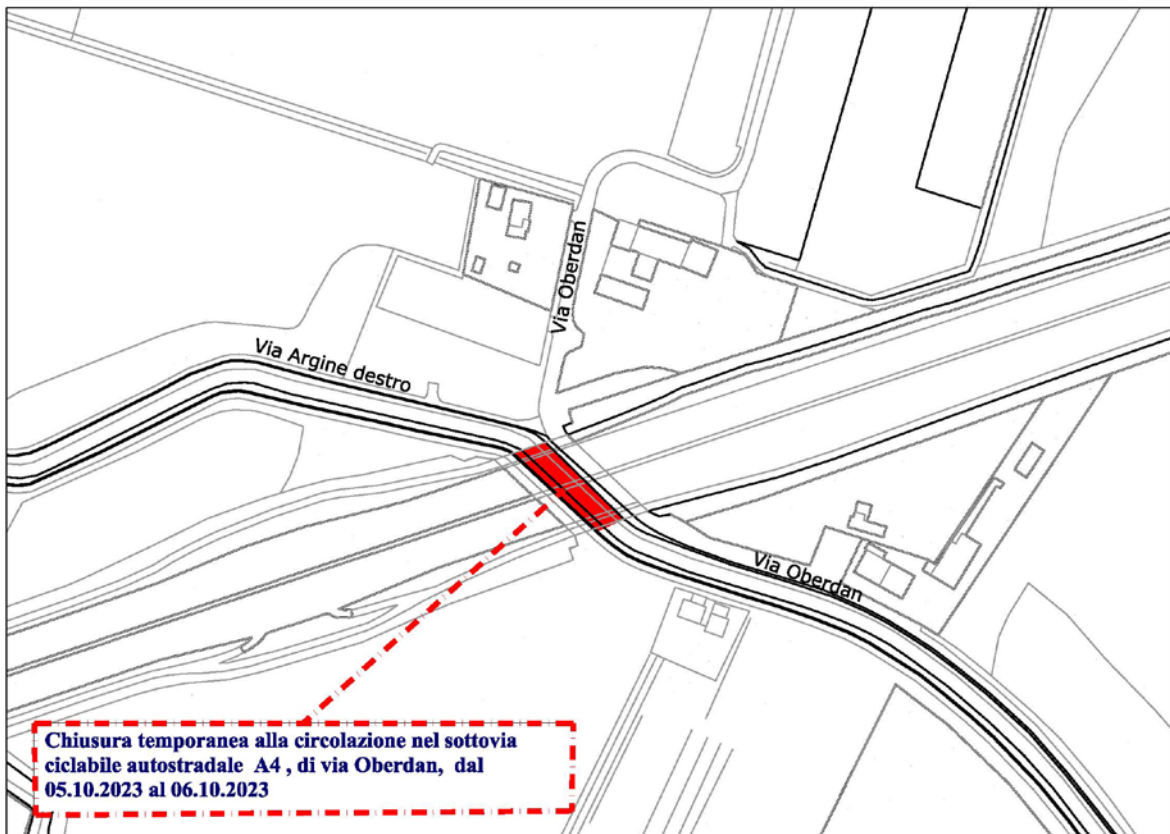 Via Oberdan
Via Argine destro
Via Oberdan
Chiusura temporanea alla circolazione nel sottovia
ciclabile autostradale A4 , di via Oberdan, dal
05.10.2023 al 06.10.2023